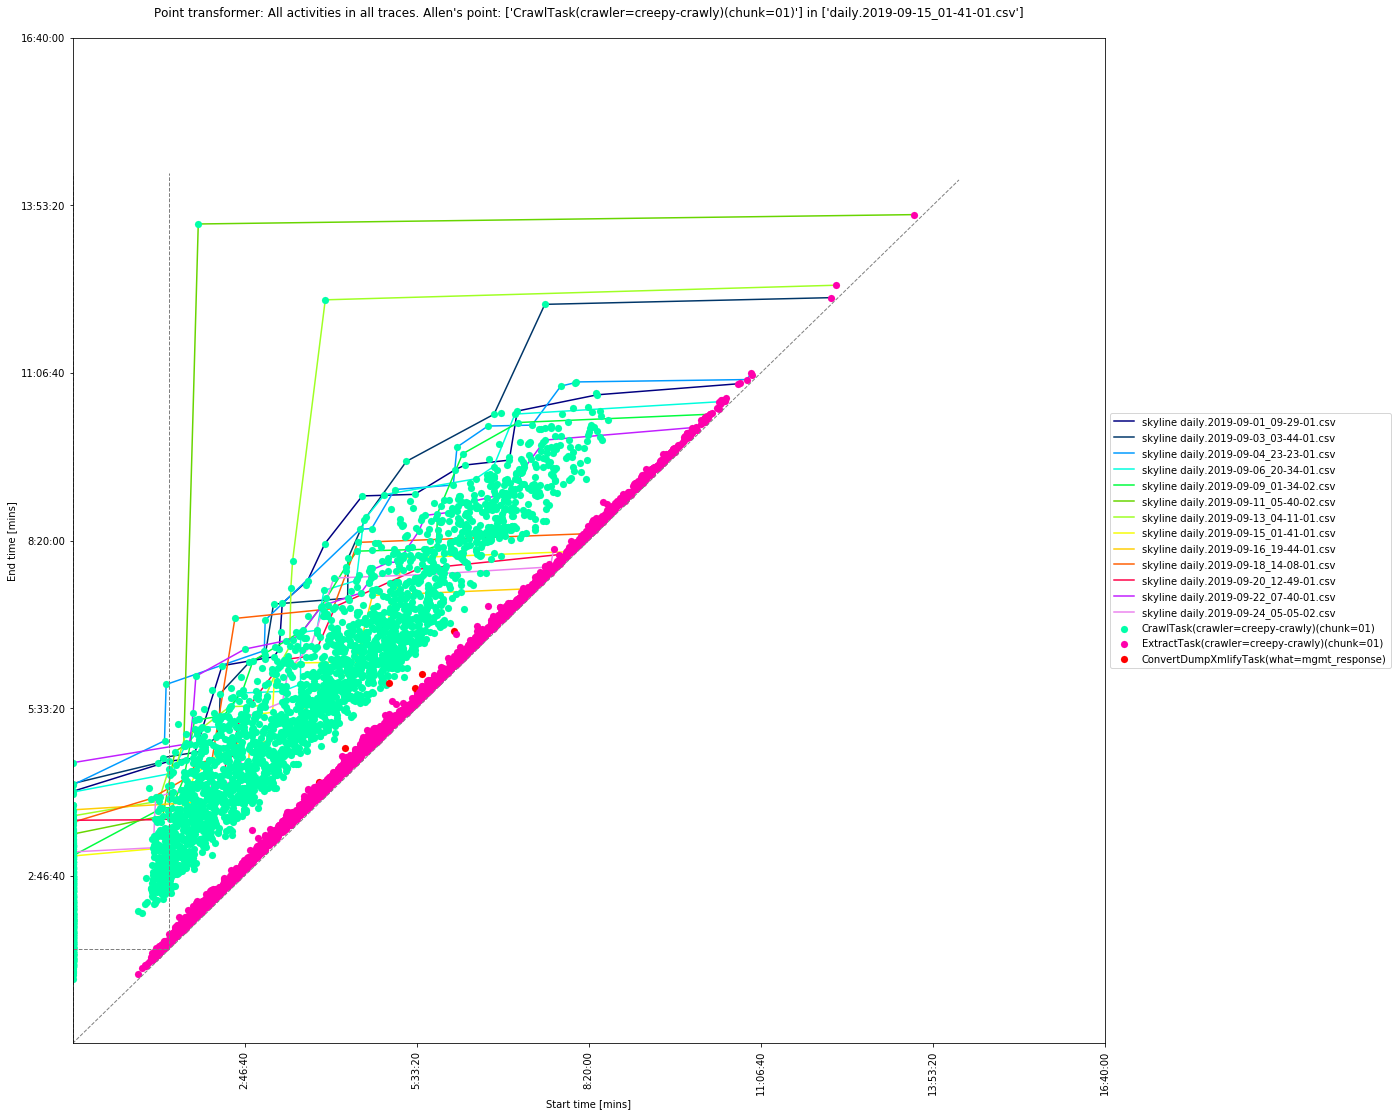 Point transformer: All activities in all traces. Allen's point: ['CrawlTask(crawler=creepy-crawly)(chunk=01)'] in ['daily.2019-09-15_01-41-01.csv']
16:40:00
13:53:20
11:06:40
8:20:00
5:33:20
2:46:40
End time [mins]
2:46:40
5:33:20
8:20:00
11:06:40
13:53:20
16:40:00
Start time [mins]
skyline daily.2019-09-01_09-29-01.csv
skyline daily.2019-09-03_03-44-01.csv
skyline daily.2019-09-04_23-23-01.csv
skyline daily.2019-09-06_20-34-01.csv
skyline daily.2019-09-09_01-34-02.csv
skyline daily.2019-09-11_05-40-02.csv
skyline daily.2019-09-13_04-11-01.csv
skyline daily.2019-09-15_01-41-01.csv
skyline daily.2019-09-16_19-44-01.csv
skyline daily.2019-09-18_14-08-01.csv
skyline daily.2019-09-20_12-49-01.csv
skyline daily.2019-09-22_07-40-01.csv
skyline daily.2019-09-24_05-05-02.csv
CrawlTask(crawler=creepy-crawly)(chunk=01)
ExtractTask(crawler=creepy-crawly)(chunk=01)
ConvertDumpXmlifyTask(what=mgmt_response)